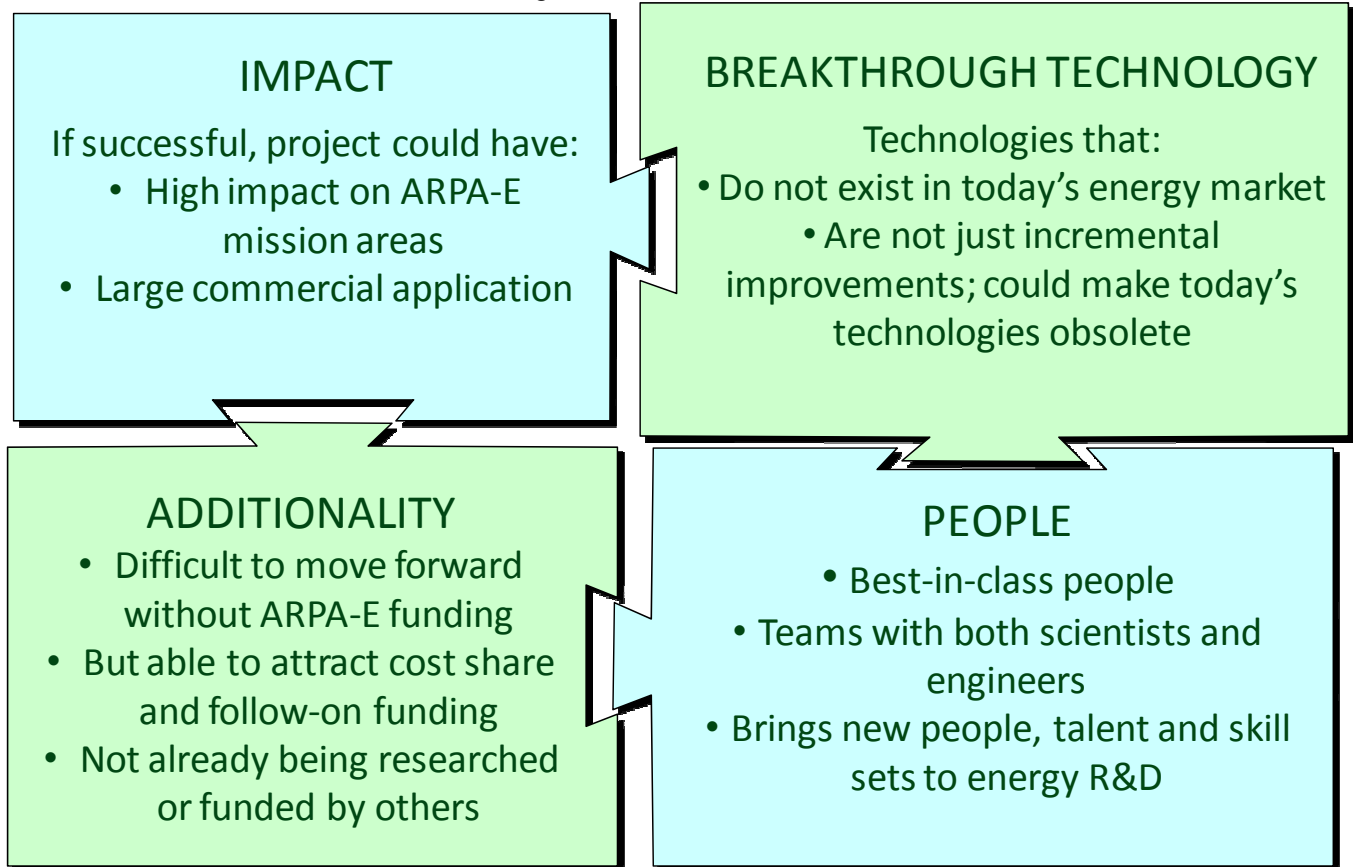 IMPACT
If successful, project could have:
• High impact on ARPA-E
mission areas
• Large commercial application
BREAKTHROUGH TECHNOLOGY
Technologies that:
• Do not exist in today’s energy market
• Are not just incremental
improvements; could make today’s
technologies obsolete
ADDITIONALITY
• Difficult to move forward
without ARPA-E funding
• But able to attract cost share
and follow-on funding
• Not already being researched
or funded by others
PEOPLE
• Best-in-class people
• Teams with both scientists and
engineers
• Brings new people, talent and skill
sets to energy R&D